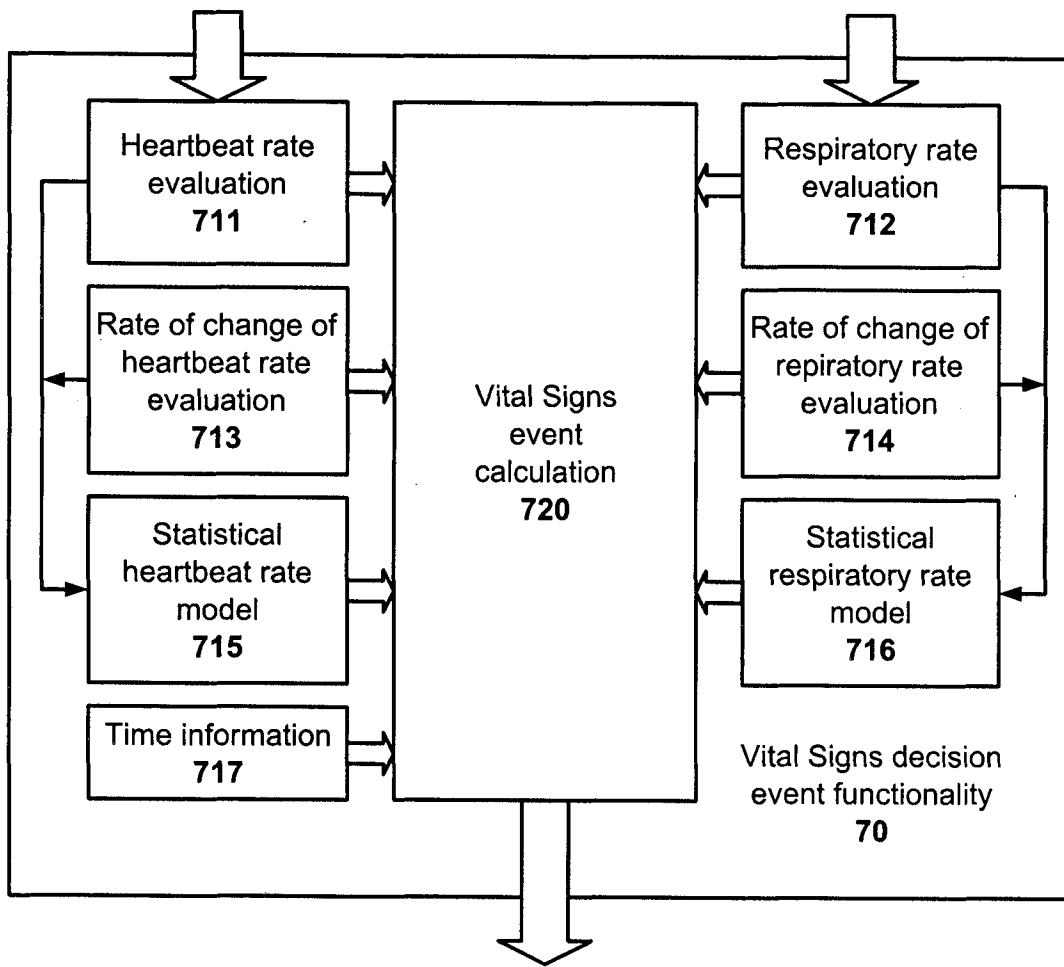 Heartbeat rate
evaluation
711
Respiratory rate
evaluation
712
Rate of change of
heartbeat rate
evaluation
713
Vital Signs
event
calculation
720
Rate of change of
repiratory rate
evaluation
714
Statistical
heartbeat rate
model
715
Statistical
respiratory rate
model
716
Time information
717
Vital Signs decision
event functionality
70